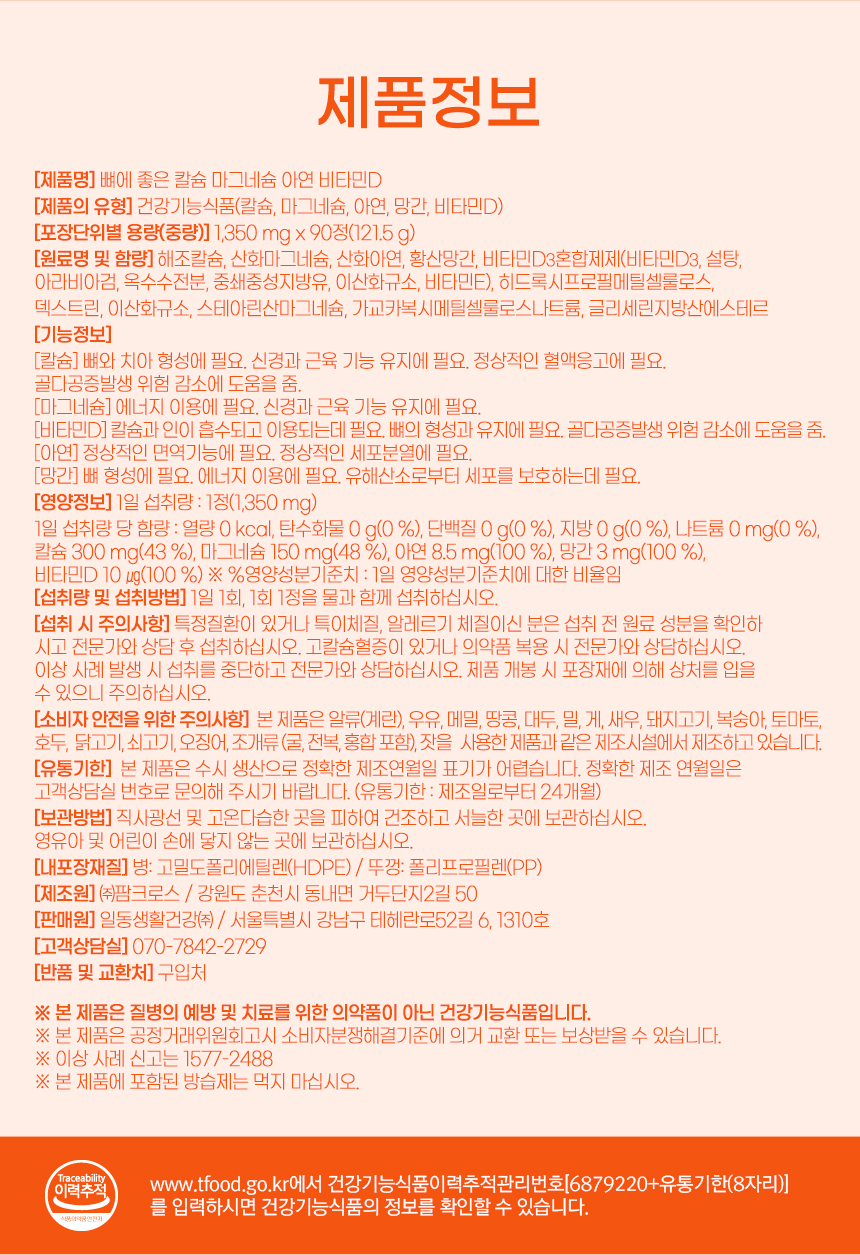 제품정보
[제품명] 뼈에 좋은 칼슘 마그네슘 아연 비타민D
[제품의 유형] 건강기능식품(칼슘, 마그네슘, 아연, 망간, 비타민D)
[포장단위별 용량(중량)] 1,350 mg x 90정(121.5 g)
[원료명 및 함량] 해조칼슘, 산화마그네슘, 산화아연, 황산망간, 비타민D3혼합제제(비타민D3, 설탕,
아라비아검, 옥수수전분, 중쇄중성지방유, 이산화규소, 비타민E), 히드록시프로필메틸셀룰로스,
덱스트린, 이산화규소, 스테아린산마그네슘, 가교카복시메틸셀룰로스나트륨, 글리세린지방산에스테르
[기능정보]
[칼슘] 뼈와 치아 형성에 필요. 신경과 근육 기능 유지에 필요. 정상적인 혈액응고에 필요.
골다공증발생 위험 감소에 도움을 줌.
[마그네슘] 에너지 이용에 필요. 신경과 근육 기능 유지에 필요.
[비타민D] 칼슘과 인이 흡수되고 이용되는데 필요. 뼈의 형성과 유지에 필요. 골다공증발생 위험 감소에 도움을 줌.
[아연] 정상적인 면역기능에 필요. 정상적인 세포분열에 필요.
[망간] 뼈 형성에 필요. 에너지 이용에 필요. 유해산소로부터 세포를 보호하는데 필요.
[영양정보] 1일 섭취량 : 1정(1,350 mg)
1일 섭취량 당 함량 : 열량 0 kcal, 탄수화물 0 g(0 %), 단백질 0 g(0 %), 지방 0 g(0 %), 나트륨 0 mg(0 %),
칼슘 300 mg(43 %), 마그네슘 150 mg(48 %), 아연 8.5 mg(100 %), 망간 3 mg(100 %),
비타민D 10 ㎍(100 %) ※ %영양성분기준치 : 1일 영양성분기준치에 대한 비율임
[섭취량 및 섭취방법] 1일 1회, 1회 1정을 물과 함께 섭취하십시오.
[섭취 시 주의사항] 특정질환이 있거나 특이체질, 알레르기 체질이신 분은 섭취 전 원료 성분을 확인하
시고 전문가와 상담 후 섭취하십시오. 고칼슘혈증이 있거나 의약품 복용 시 전문가와 상담하십시오.
이상 사례 발생 시 섭취를 중단하고 전문가와 상담하십시오. 제품 개봉 시 포장재에 의해 상처를 입을
수 있으니 주의하십시오.
[소비자 안전을 위한 주의사항] 본 제품은 알류(계란), 우유, 메밀, 땅콩, 대두, 밀, 게, 새우, 돼지고기, 복숭아, 토마토,
호두, 닭고기, 쇠고기, 오징어, 조개류 (굴, 전복, 홍합 포함), 잣을 사용한 제품과 같은 제조시설에서 제조하고 있습니다.
[유통기한] 본 제품은 수시 생산으로 정확한 제조연월일 표기가 어렵습니다. 정확한 제조 연월일은
고객상담실 번호로 문의해 주시기 바랍니다. (유통기한 : 제조일로부터 24개월)
[보관방법] 직사광선 및 고온다습한 곳을 피하여 건조하고 서늘한 곳에 보관하십시오.
영유아 및 어린이 손에 닿지 않는 곳에 보관하십시오.
[내포장재질] 병: 고밀도폴리에틸렌(HDPE) / 뚜껑: 폴리프로필렌(PP)
[제조원] ㈜팜크로스 / 강원도 춘천시 동내면 거두단지2길 50
[판매원] 일동생활건강㈜ / 서울특별시 강남구 테헤란로52길 6, 1310호
[고객상담실] 070-7842-2729
[반품 및 교환처] 구입처
※ 본 제품은 질병의 예방 및 치료를 위한 의약품이 아닌 건강기능식품입니다.
※ 본 제품은 공정거래위원회고시 소비자분쟁해결기준에 의거 교환 또는 보상받을 수 있습니다.
※ 이상 사례 신고는 1577-2488
※ 본 제품에 포함된 방습제는 먹지 마십시오.
Traceability
이력추적
식품의약품안전처
www.tfood.go.kr에서 건강기능식품이력추적관리번호[6879220+유통기한(8자리)]
를 입력하시면 건강기능식품의 정보를 확인할 수 있습니다.